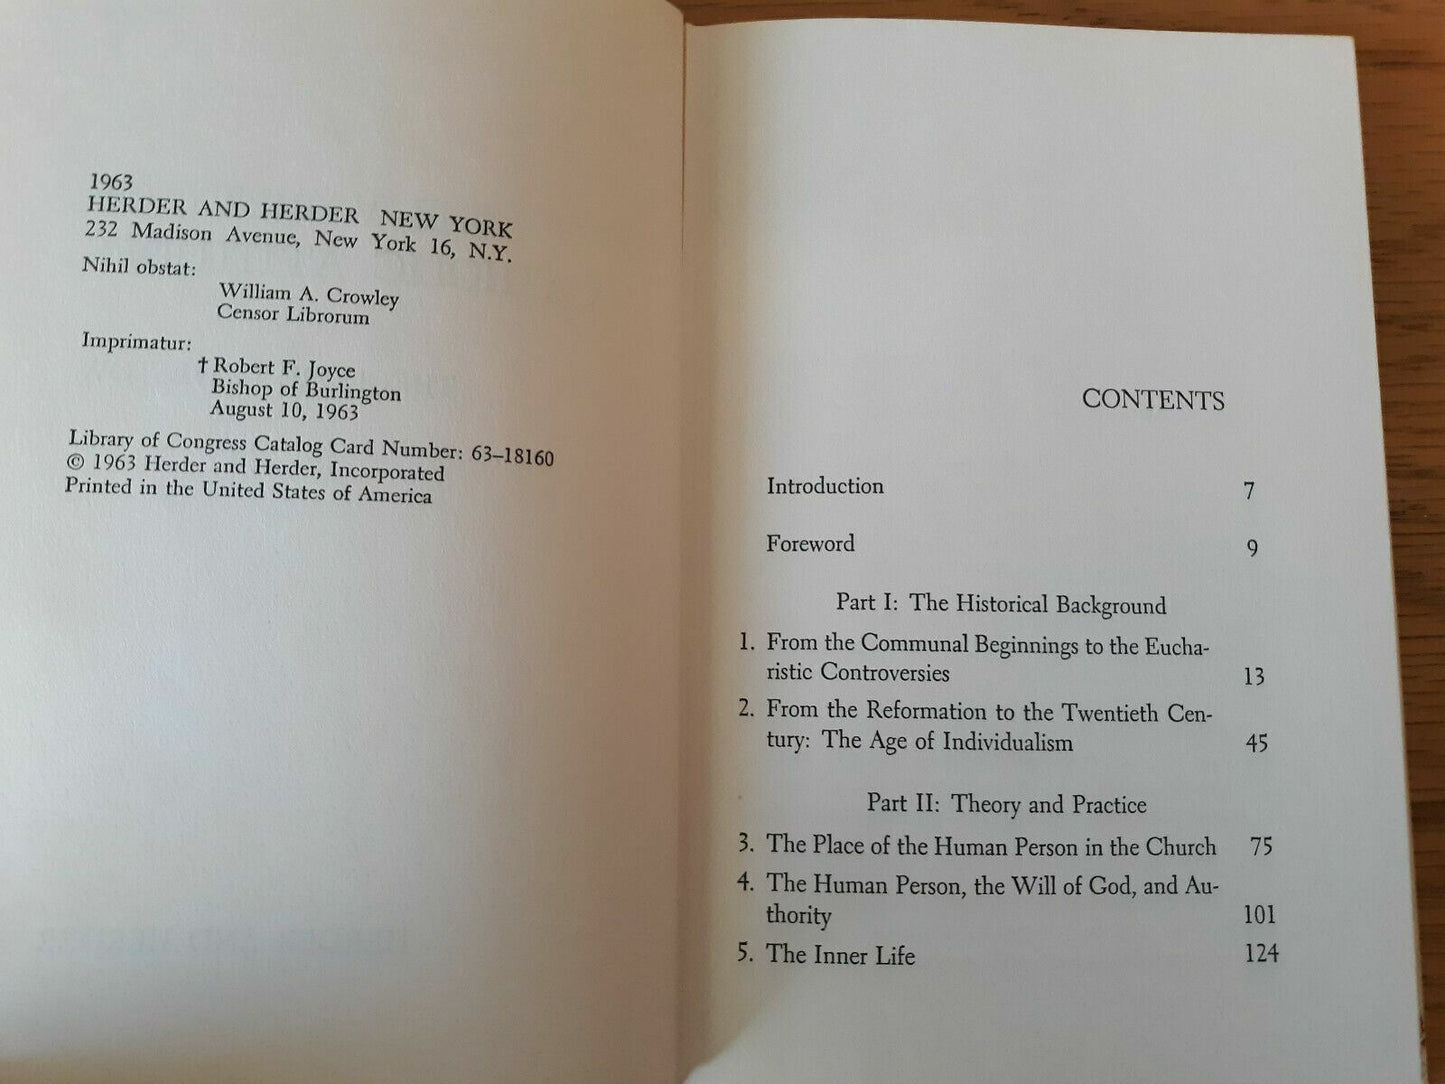 1963
HERDER AND HERDER NEW YORK
232 Madison Avenue, New York 16, N.Y.
Nihil obstat:
William A. Crowley
Censor Librorum
Imprimatur:
† Robert F. Joyce
Bishop of Burlington
August 10, 1963
Library of Congress Catalog Card Number: 63–18160
© 1963 Herder and Herder, Incorporated
Printed in the United States of America
CONTENTS
Introduction 7
Foreword 9
Part I: The Historical Background
1. From the Communal Beginnings to the Eucha-
ristic Controversies 13
2. From the Reformation to the Twentieth Cen-
tury: The Age of Individualism 45
Part II: Theory and Practice
3. The Place of the Human Person in the Church 75
4. The Human Person, the Will of God, and Au-
thority 101
5. The Inner Life 124